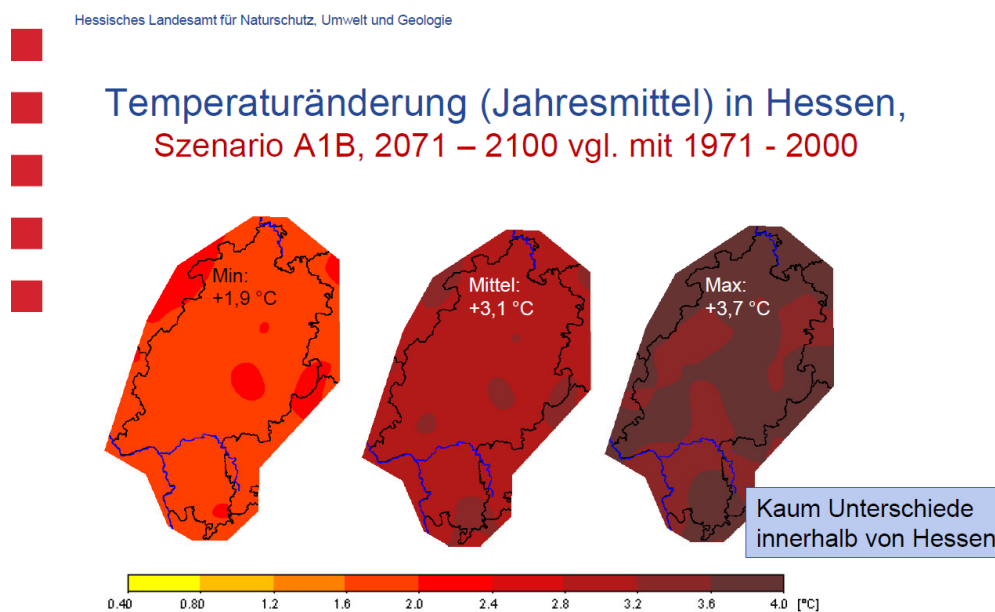 Hessisches Landesamt für Naturschutz, Umwelt und Geologie
Temperaturänderung (Jahresmittel) in Hessen,
Szenario A1B, 2071 – 2100 vgl. mit 1971 - 2000
Min:
+1,9 °C
Mittel:
+3,1 °C
Max:
+3,7 °C
Kaum Unterschiede
innerhalb von Hessen
0.40 0.80 1.2 1.6 2.0 2.4 2.8 3.2 3.6 4.0 [°C]